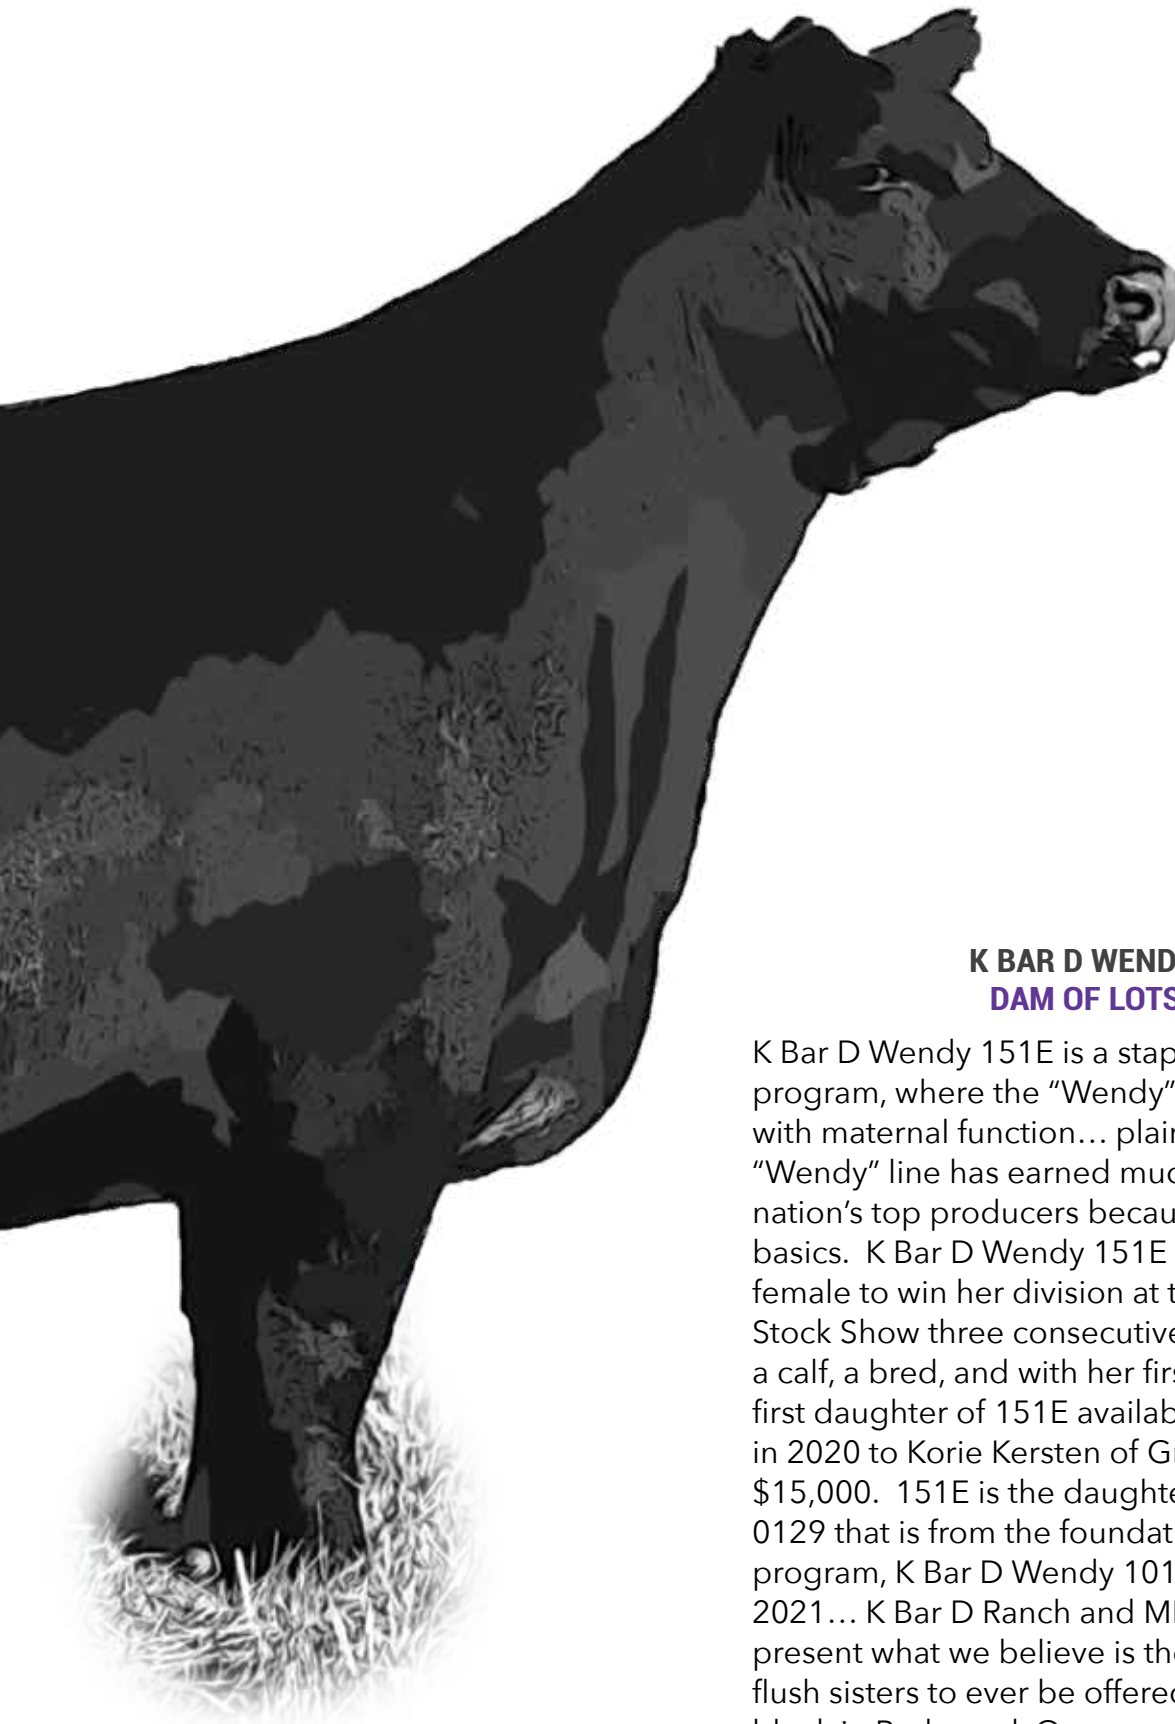 K BAR D WEND
DAM OF LOTS
K Bar D Wendy 151E is a stap
program, where the “Wendy”
with maternal function… plain
“Wendy” line has earned muc
nation’s top producers becau
basics.  K Bar D Wendy 151E
female to win her division at t
Stock Show three consecutive
a calf, a bred, and with her firs
first daughter of 151E availab
in 2020 to Korie Kersten of Gr
$15,000.  151E is the daughte
0129 that is from the foundat
program, K Bar D Wendy 101
2021… K Bar D Ranch and M
present what we believe is the
flush sisters to ever be offered